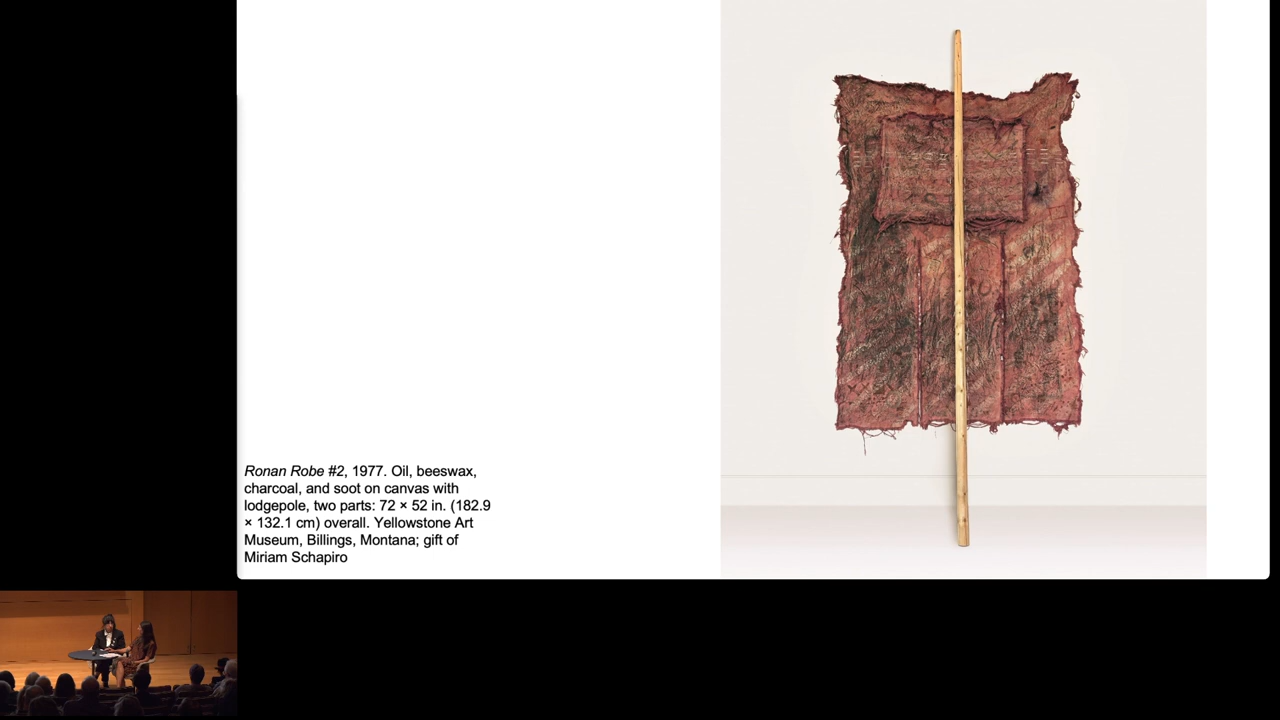 Ronan Robe #2, 1977. Oil, beeswax,
charcoal, and soot on canvas with
lodgepole, two parts: 72 × 52 in. (182.9
× 132.1 cm) overall. Yellowstone Art
Museum, Billings, Montana; gift of
Miriam Schapiro